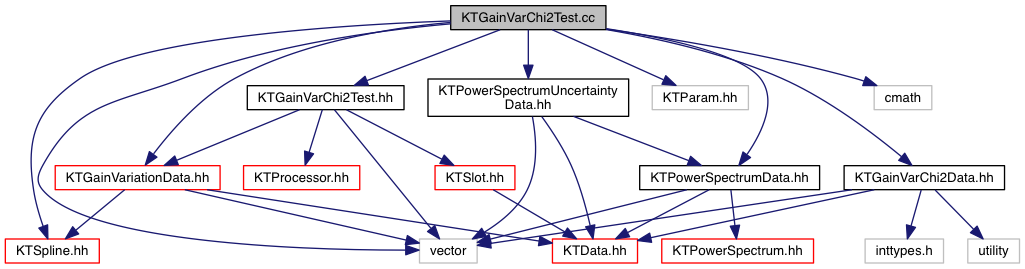 KTGainVarChi2Test.cc
KTGainVarChi2Test.hh
KTPowerSpectrumUncertainty
Data.hh
KTParam.hh
cmath
KTGainVariationData.hh
KTProcessor.hh
KTSlot.hh
KTPowerSpectrumData.hh
KTGainVarChi2Data.hh
KTSpline.hh
vector
KTData.hh
KTPowerSpectrum.hh
inttypes.h
utility